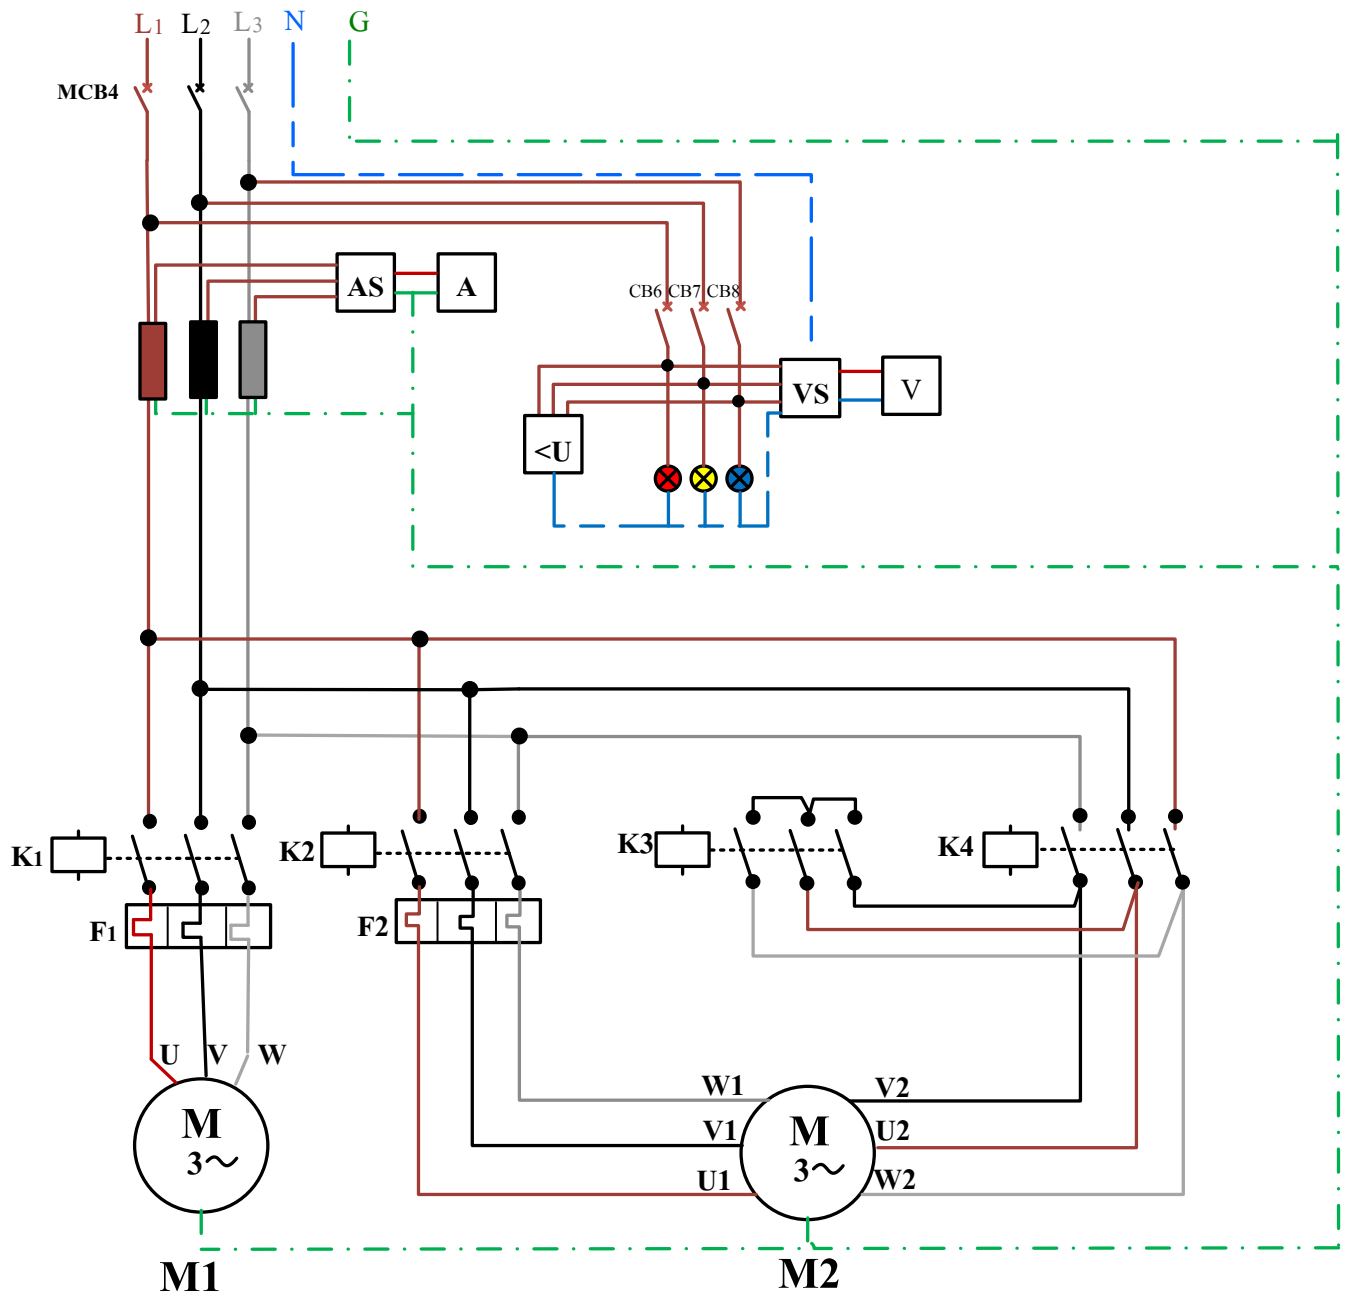 L1 L2 L3 N G
MCB4
AS A
CB6 CB7 CB8
VS V
<U
K1 K2 K3 K4
F1 F2
U V W
W1 V2
V1 U2
U1 W2
M
3~
M
3~
M1 M2